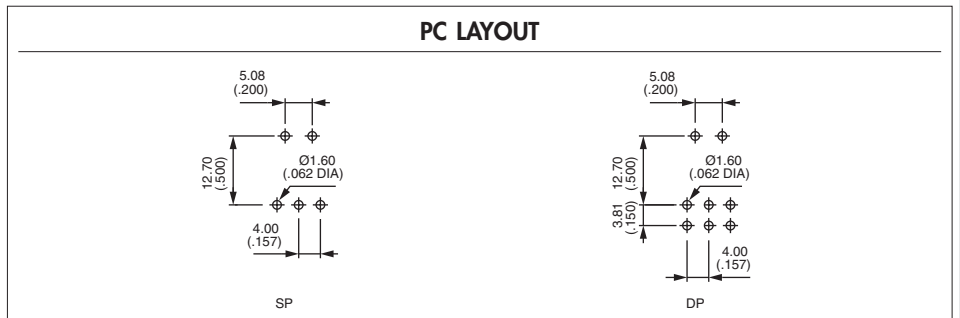 PC LAYOUT
5.08
(.200)
12.70
(.500)
Ø1.60
(.062 DIA)
4.00
(.157)
SP
5.08
(.200)
12.70
(.500)
Ø1.60
(.062 DIA)
3.81
(.150)
4.00
(.157)
DP